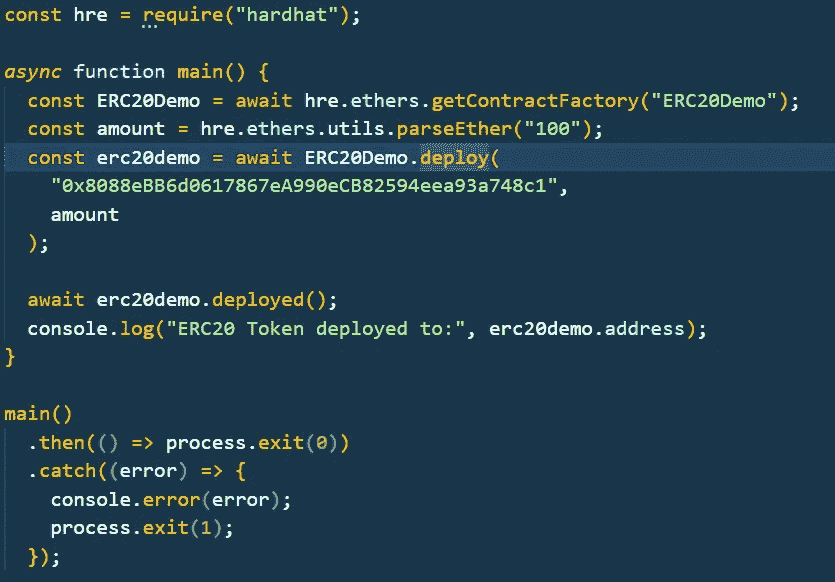 const hre = require("hardhat");
async function main() {
const ERC20Demo = await hre.ethers.getContractFactory("ERC20Demo");
const amount = hre.ethers.utils.parseEther("100");
const erc20demo = await ERC20Demo.deploy(
"0x8088eBB6d0617867eA990eCB82594eea93a748c1",
amount
);
await erc20demo.deployed();
console.log("ERC20 Token deployed to:", erc20demo.address);
}
main()
.then(() => process.exit(0))
.catch((error) => {
console.error(error);
process.exit(1);
});